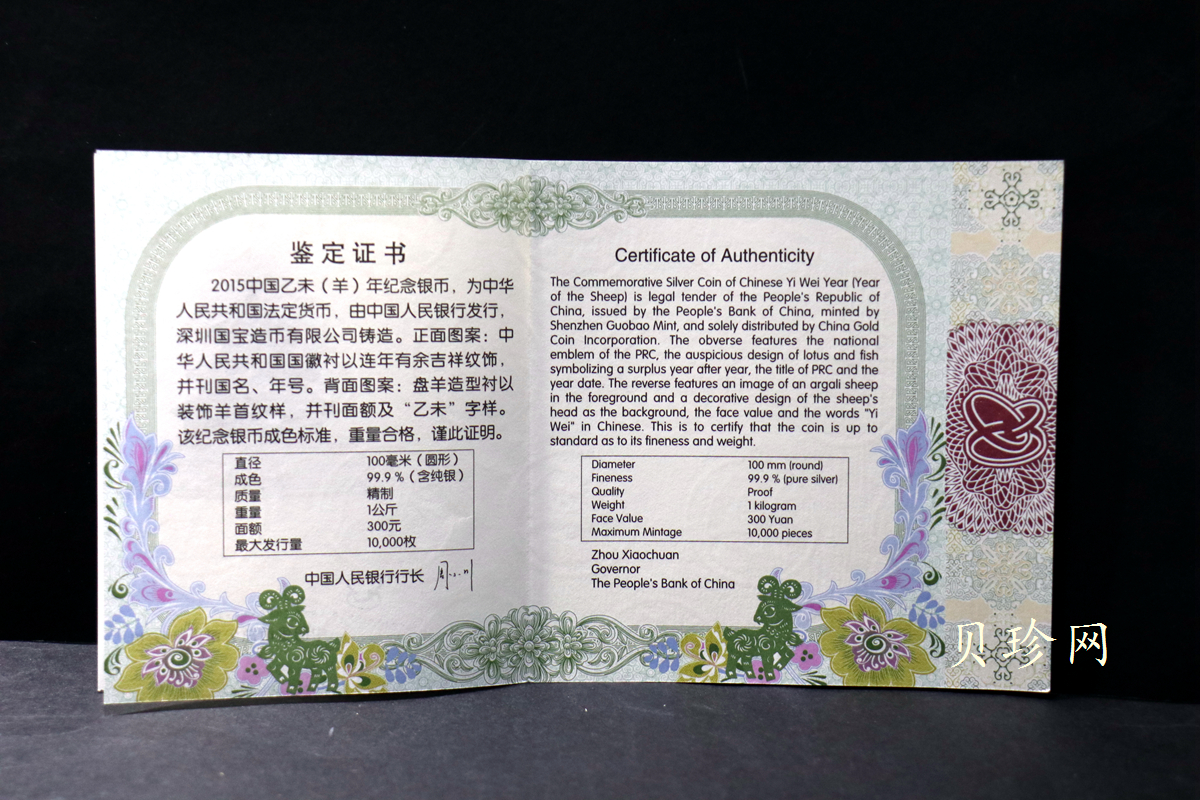 鉴定证书
2015中国乙未（羊）年纪念银币，为中华
人民共和国法定货币，由中国人民银行发行，
深圳国宝造币有限公司铸造。正面图案：中
华人民共和国国徽衬以连年有余吉祥纹饰，
并刊国名、年号。背面图案：盘羊造型衬以
装饰羊首纹样，并刊面额及“乙未”字样。
该纪念银币成色标准，重量合格，谨此证明。
直径 100毫米（圆形）
成色 99.9％（含纯银）
质量 精制
重量 1公斤
面额 300元
最大发行量 10,000枚
中国人民银行行长
Certificate of Authenticity
The Commemorative Silver Coin of Chinese Yi Wei Year (Year
of the Sheep) is legal tender of the People's Republic of
China, issued by the People's Bank of China, minted by
Shenzhen Guobao Mint, and solely distributed by China Gold
Coin Incorporation. The obverse features the national
emblem of the PRC, the auspicious design of lotus and fish
symbolizing a surplus year after year, the title of PRC and the
year date. The reverse features an image of an argali sheep
in the foreground and a decorative design of the sheep's
head as the background, the face value and the words "Yi
Wei" in Chinese. This is to certify that the coin is up to
standard as to its fineness and weight.
Diameter 100 mm (round)
Fineness 99.9 % (pure silver)
Quality Proof
Weight 1 kilogram
Face Value 300 Yuan
Maximum Mintage 10,000 pieces
Zhou Xiaochuan
Governor
The People's Bank of China
贝珍网